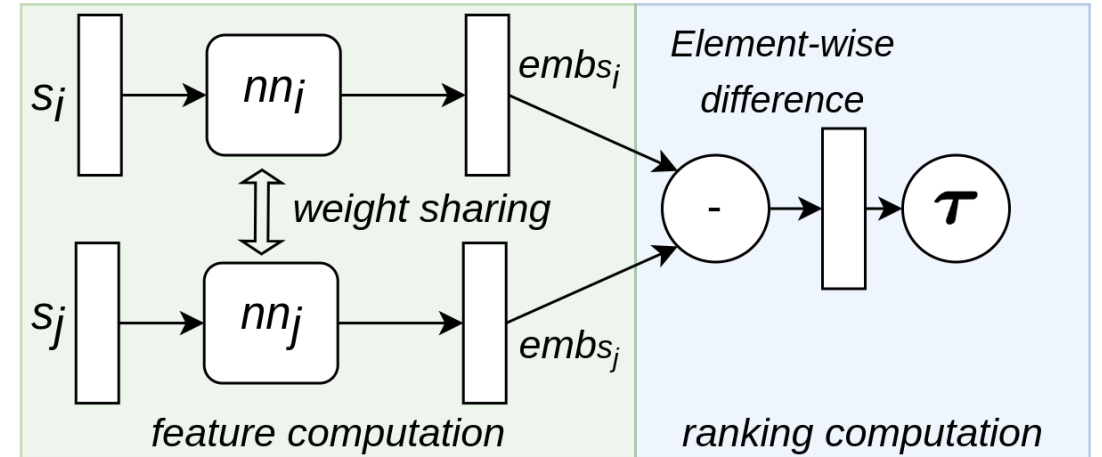 s_i
nn_i
emb_{s_i}
Element-wise
difference
weight sharing
-
τ
s_j
nn_j
emb_{s_j}
feature computation
ranking computation